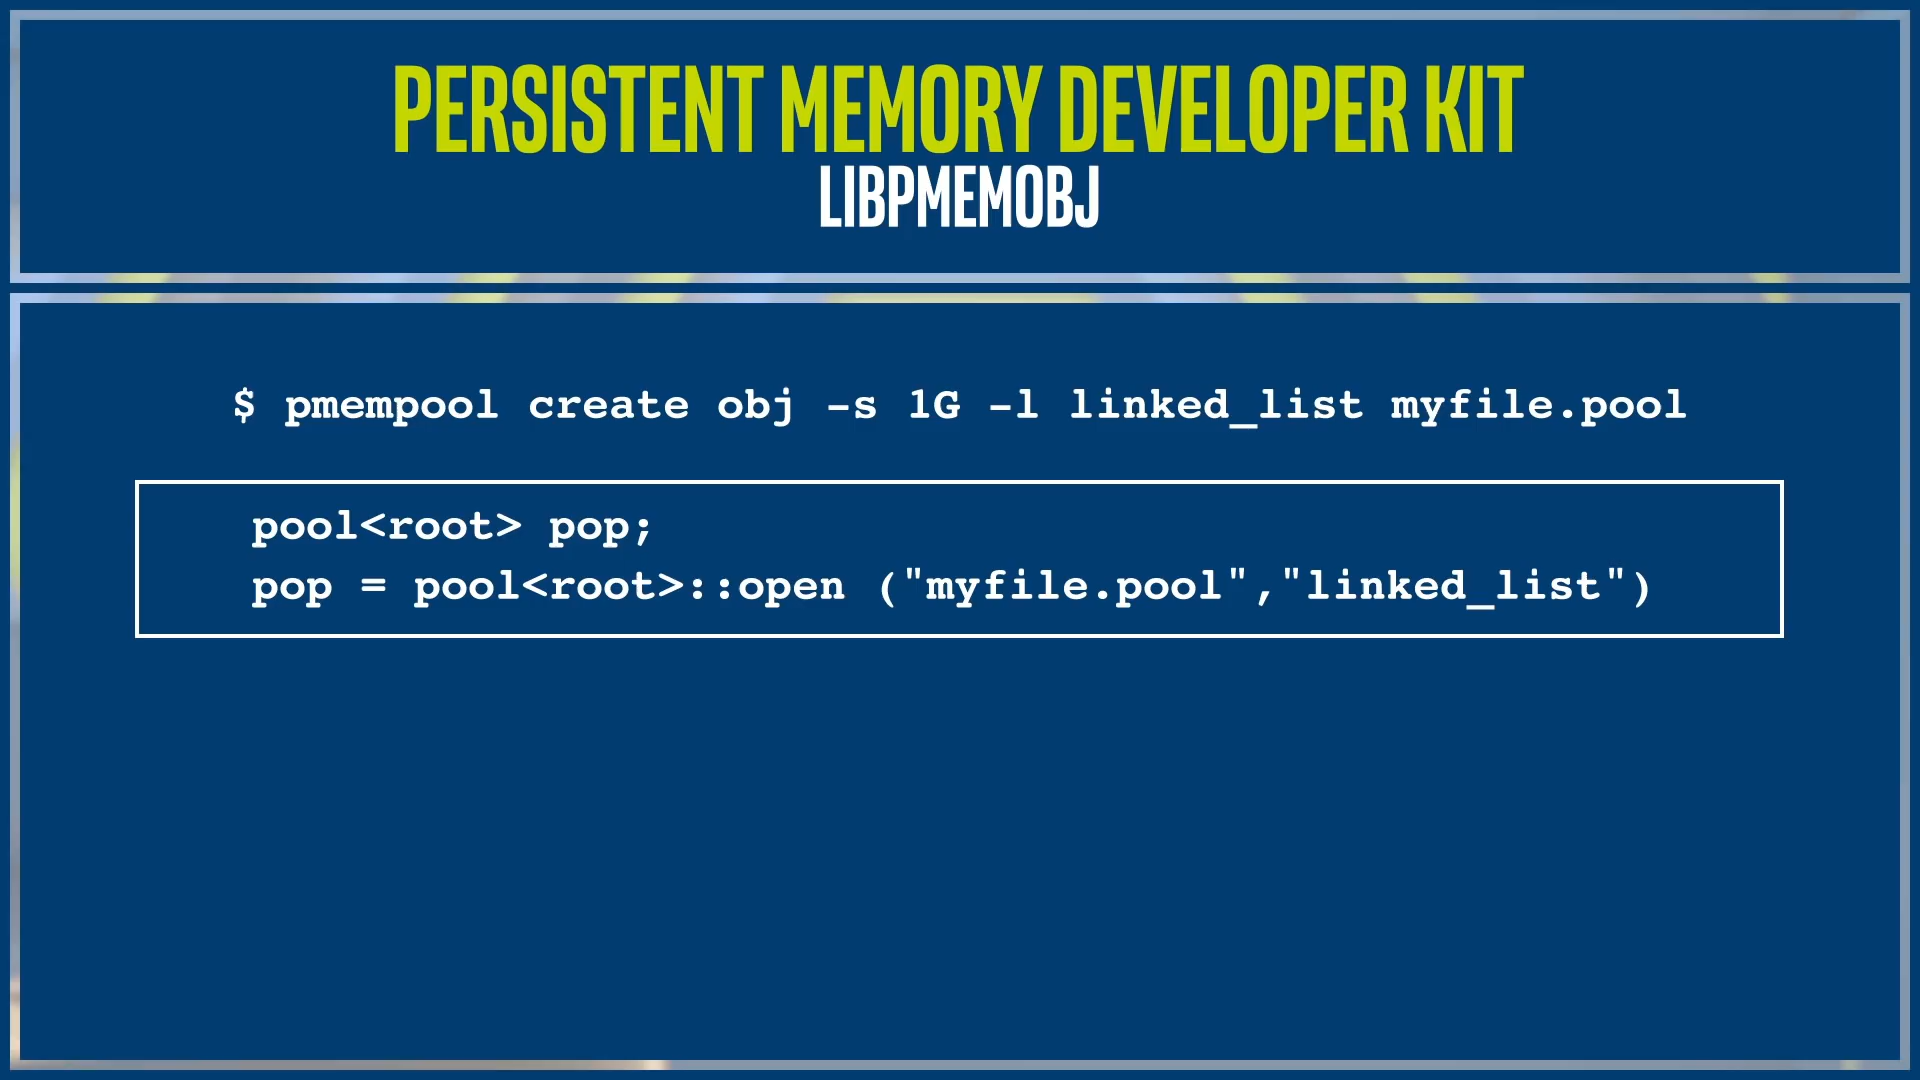 PERSISTENT MEMORY DEVELOPER KIT
LIBPMEMOBJ
$ pmempool create obj -s 1G -l linked_list myfile.pool
pool<root> pop;
pop = pool<root>::open ("myfile.pool","linked_list")